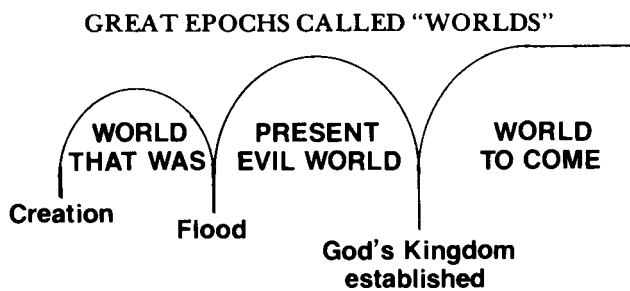 GREAT EPOCHS CALLED “WORLDS”
WORLD
THAT WAS
PRESENT
EVIL WORLD
WORLD
TO COME
Creation
Flood
God's Kingdom
established